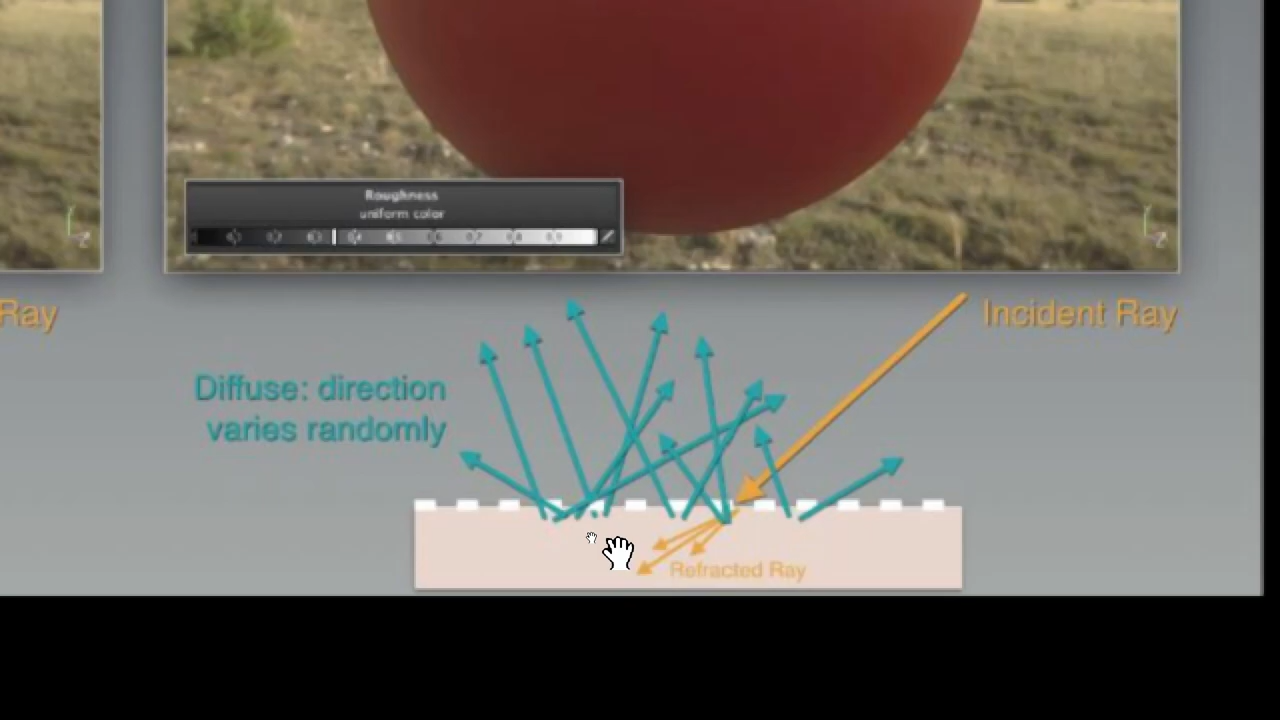 Roughness
uniform color
Ray
Incident Ray
Diffuse: direction
varies randomly
Refracted Ray